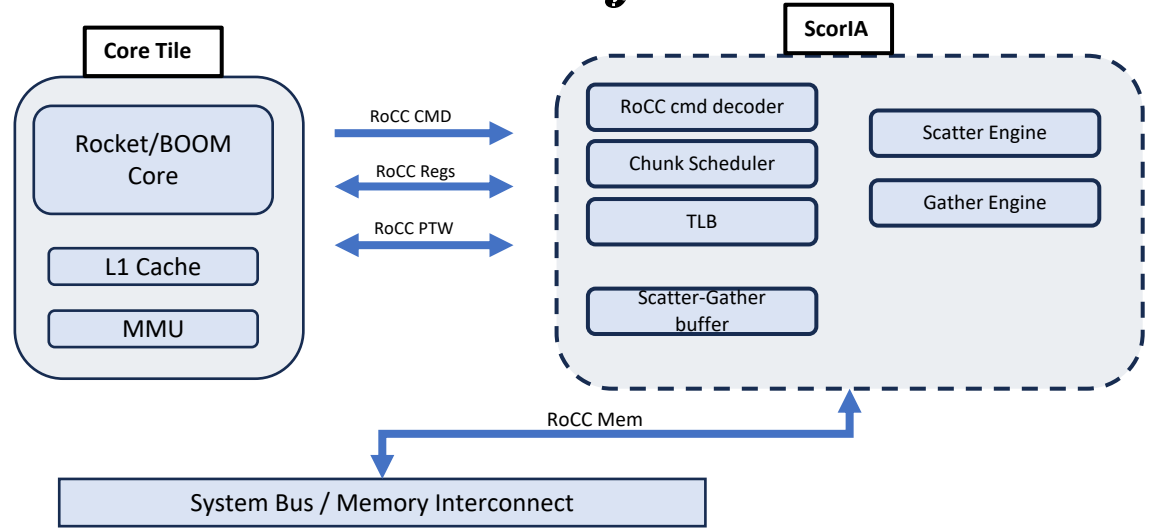 Core Tile
Rocket/BOOM
Core
L1 Cache
MMU
RoCC CMD
RoCC Regs
RoCC PTW
ScorIA
RoCC cmd decoder
Chunk Scheduler
TLB
Scatter-Gather
buffer
Scatter Engine
Gather Engine
RoCC Mem
System Bus / Memory Interconnect